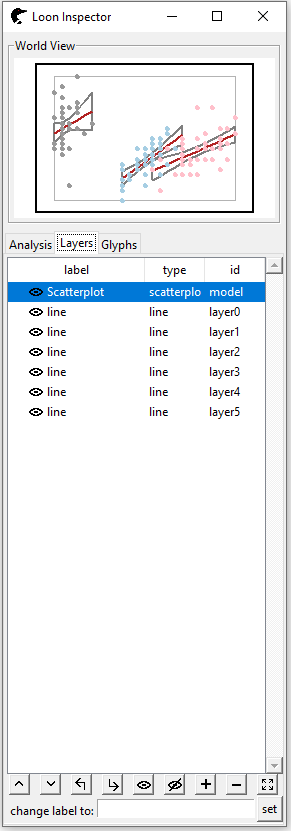 Loon Inspector
World View
Analysis Layers Glyphs
label type id
Scatterplot scatterplo model
line line layer0
line line layer1
line line layer2
line line layer3
line line layer4
line line layer5
change label to: set